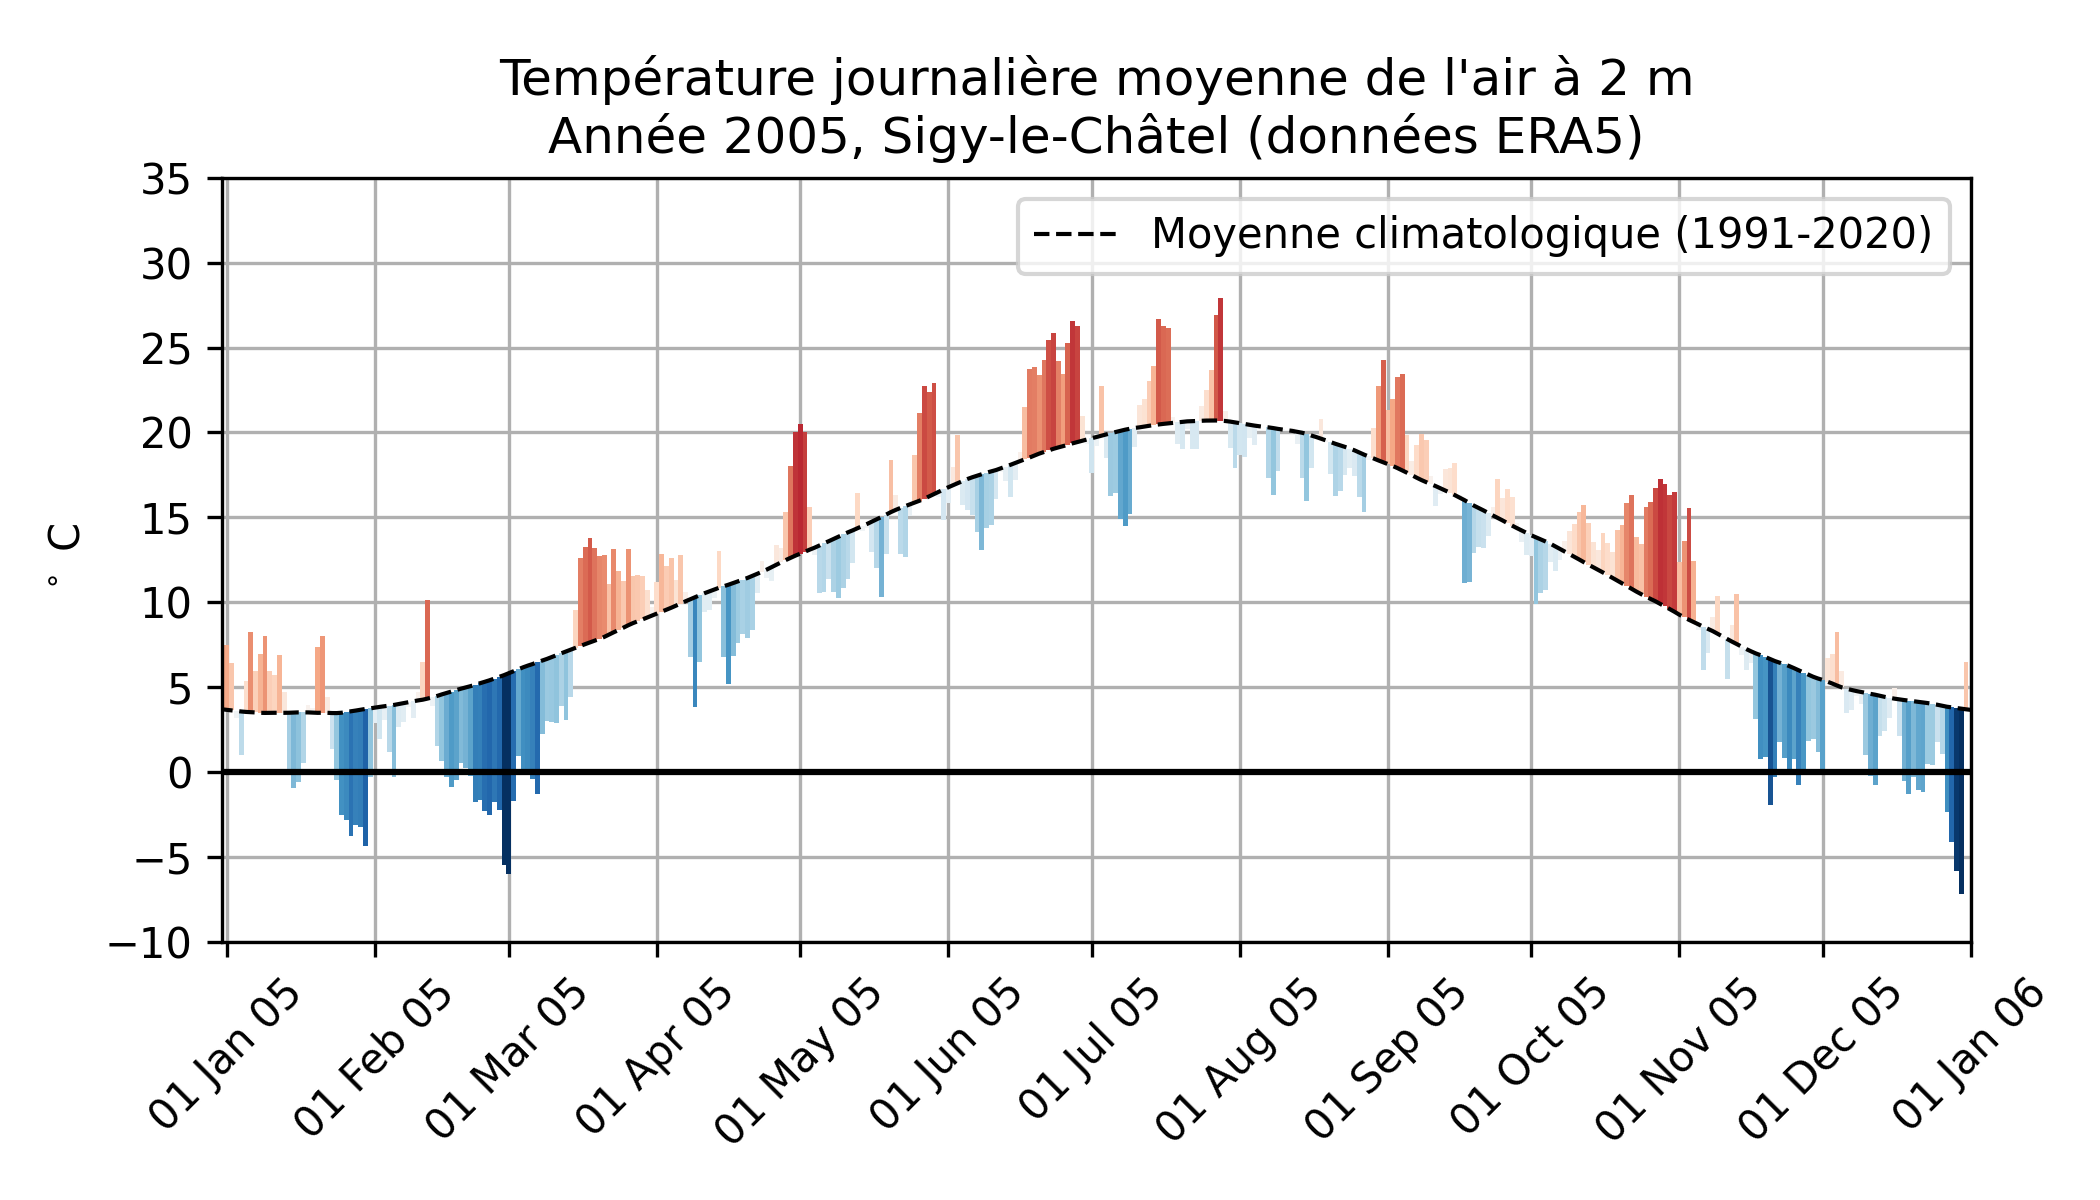 Température journalière moyenne de l'air à 2 m
Année 2005, Sigy-le-Châtel (données ERA5)
Moyenne climatologique (1991-2020)
35
30
25
20
15
10
5
0
−5
−10
° C
01 Jan 05
01 Feb 05
01 Mar 05
01 Apr 05
01 May 05
01 Jun 05
01 Jul 05
01 Aug 05
01 Sep 05
01 Oct 05
01 Nov 05
01 Dec 05
01 Jan 06